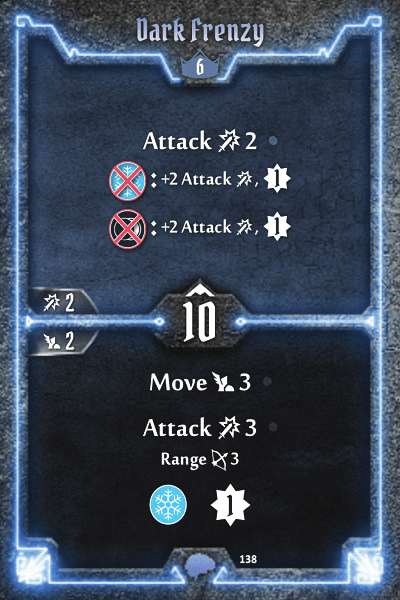 Dark Frenzy
6
Attack 2
: +2 Attack , 1
: +2 Attack , 1
2
10
2
Move 3
Attack 3
Range 3
1
138